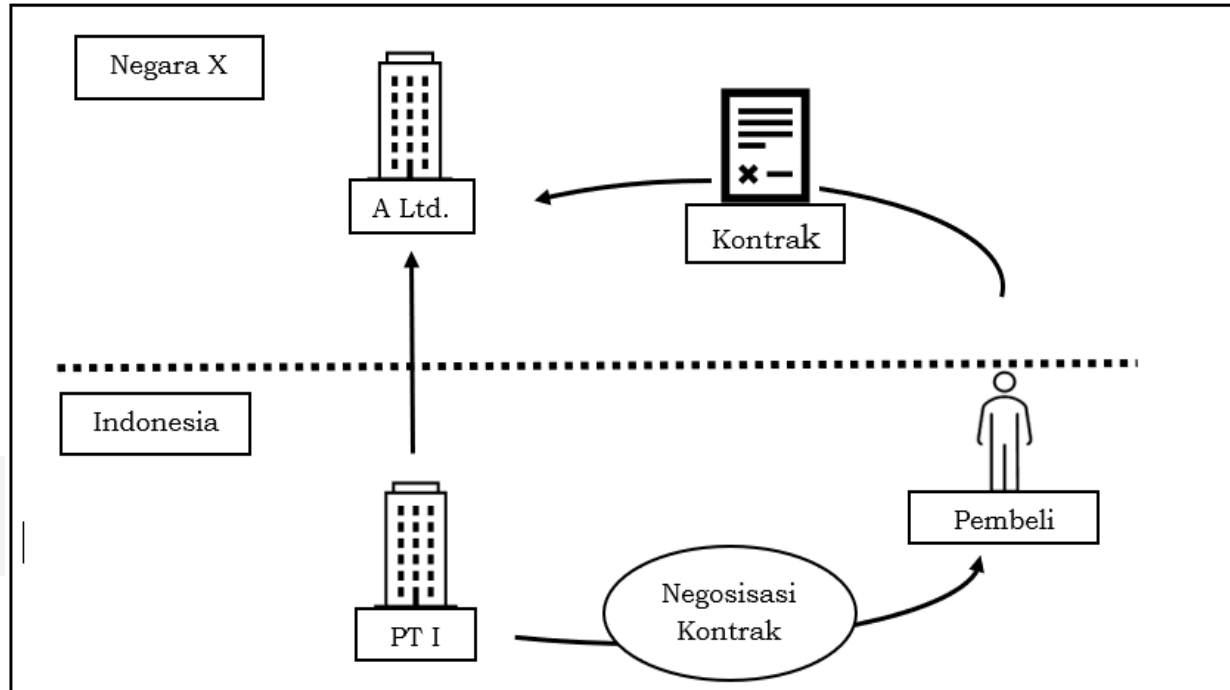 Negara X
A Ltd.
Kontrak
Indonesia
Pembeli
Negosisasi
Kontrak
PT I